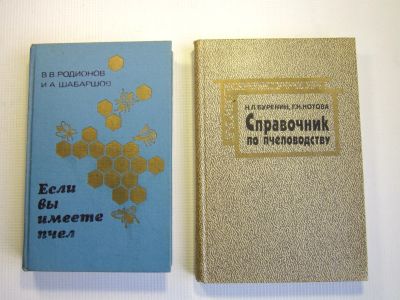 В. В. РОДИОНОВ
И А. ШАБАРШОВ
Если
вы
имеете
пчел
Н.Л. БУРЕНИН, Г.Н. КОТОВА
Справочник
по пчеловодству